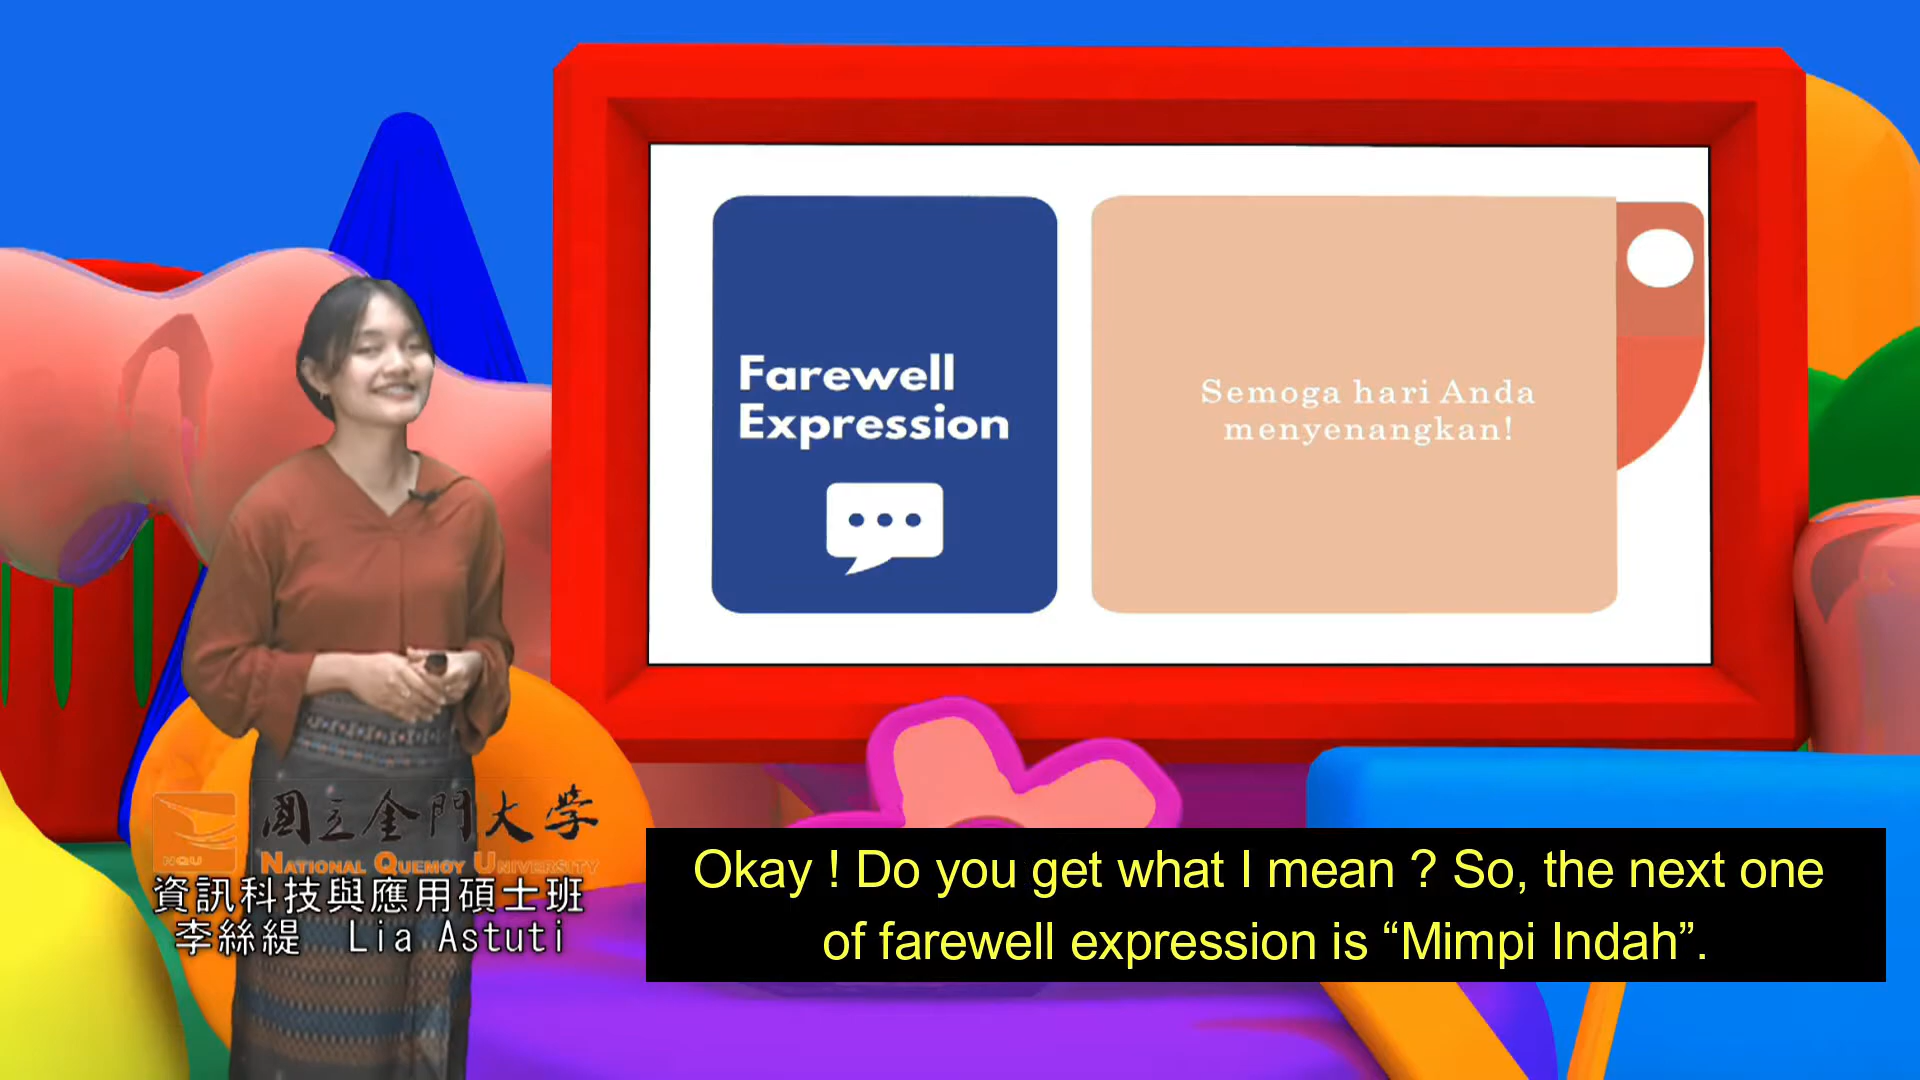 Farewell
Expression
Semoga hari Anda
menyenangkan!
國立金門大學
NQU
NATIONAL QUEMOY UNIVERSITY
資訊科技與應用碩士班
李絲緹 Lia Astuti
Okay ! Do you get what I mean ? So, the next one
of farewell expression is “Mimpi Indah”.